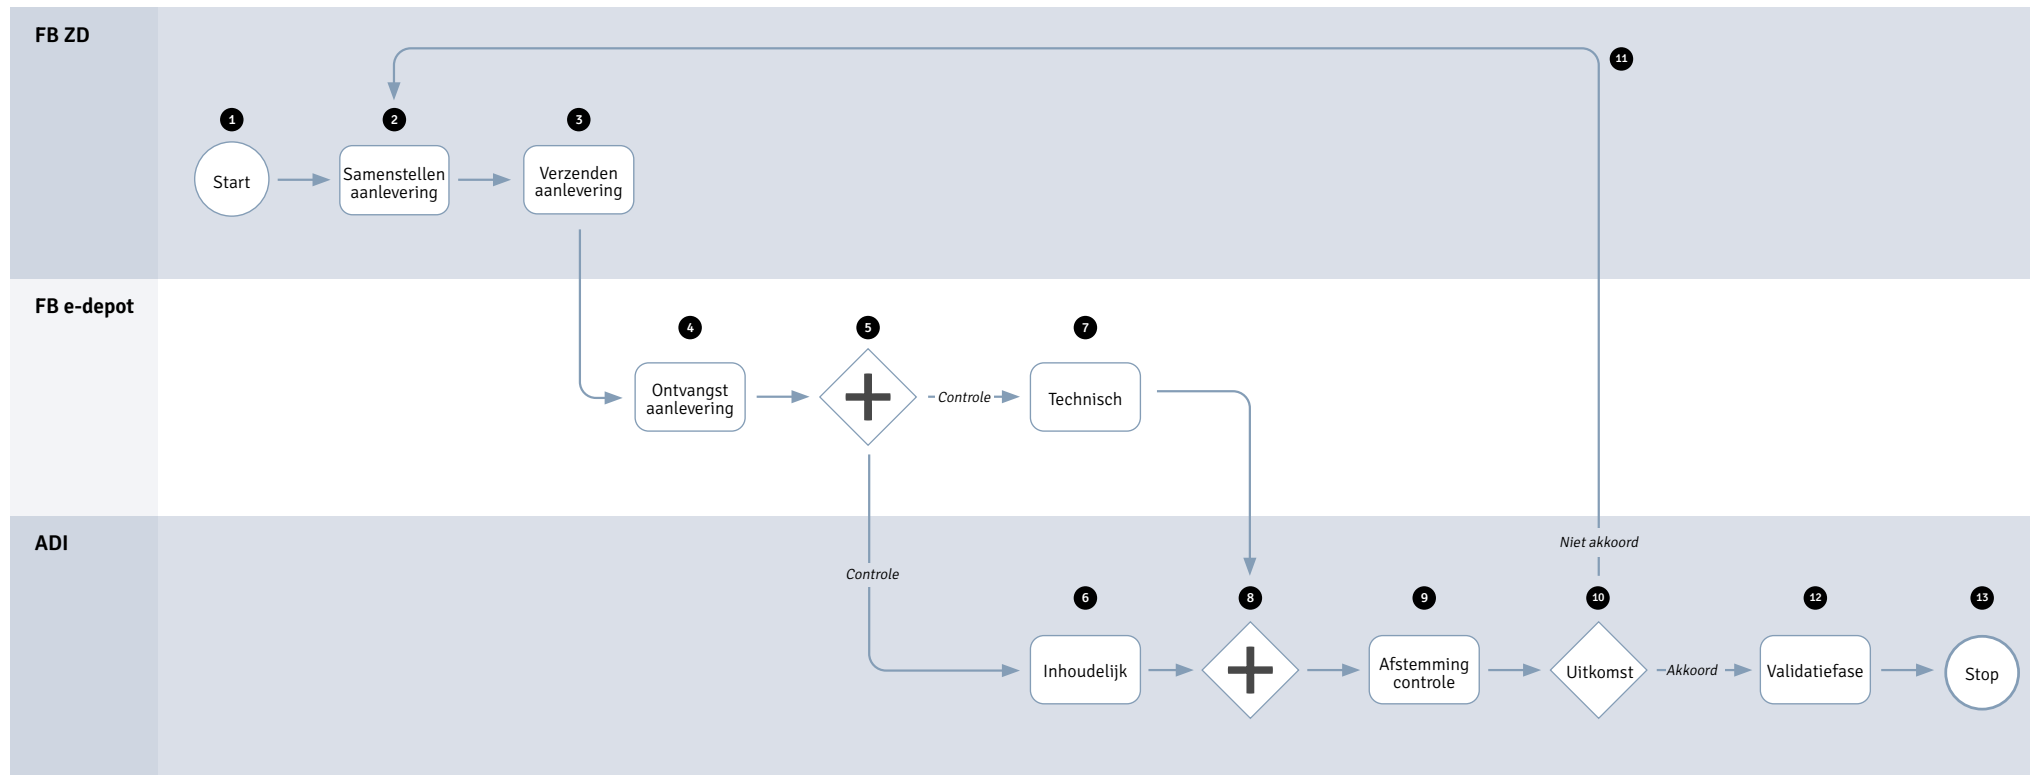 FB ZD
11
1
2
3
Start
Samenstellen
aanlevering
Verzenden
aanlevering
FB e-depot
4
5
7
Ontvangst
aanlevering
Controle
Technisch
ADI
Niet akkoord
Controle
6
8
9
10
12
13
Inhoudelijk
Afstemming
controle
Uitkomst
Akkoord
Validatiefase
Stop